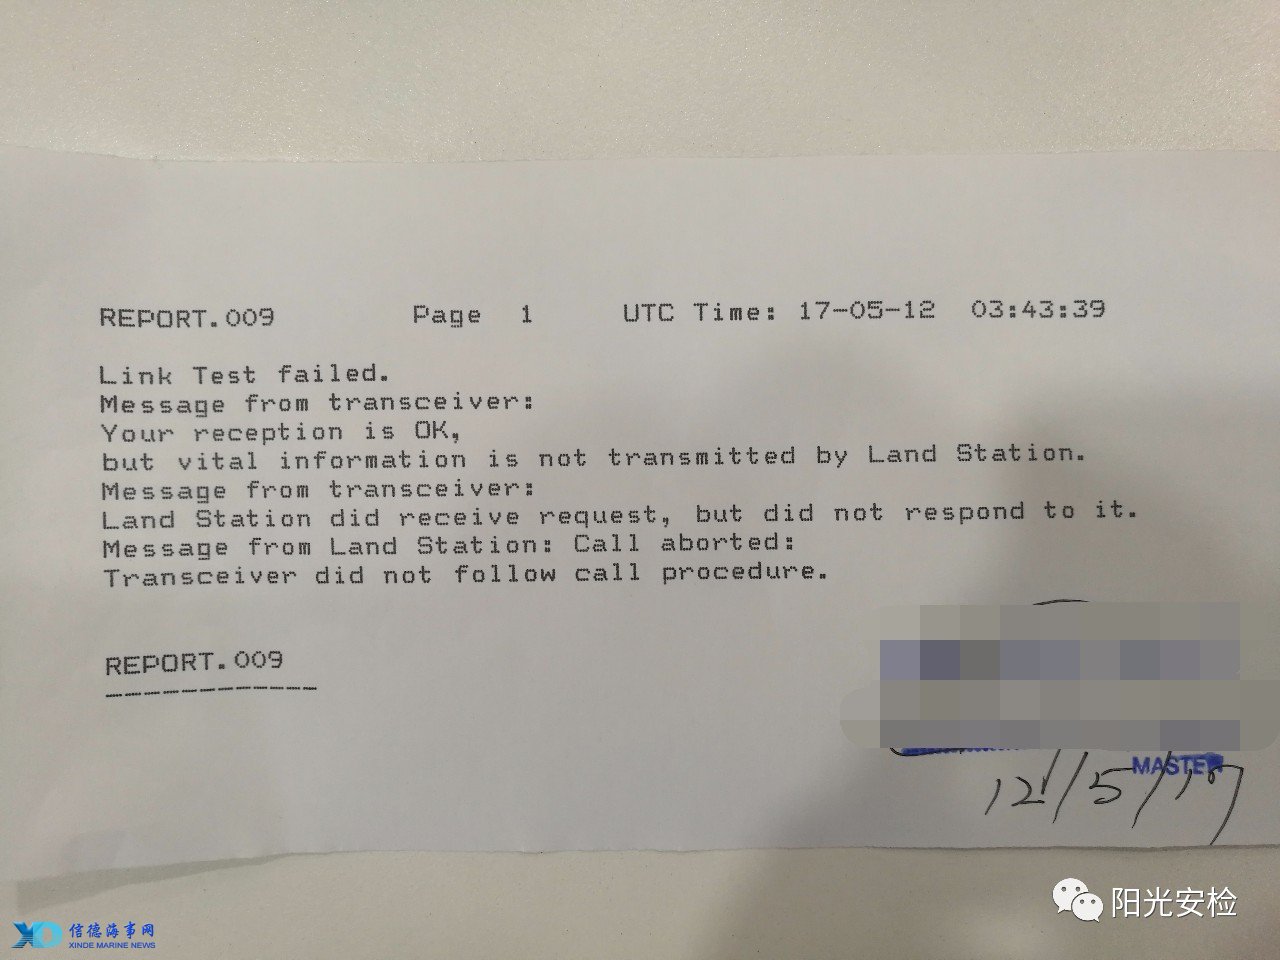 REPORT.009 Page 1 UTC Time: 17-05-12 03:43:39
Link Test failed.
Message from transceiver:
Your reception is OK,
but vital information is not transmitted by Land Station.
Message from transceiver:
Land Station did receive request, but did not respond to it.
Message from Land Station: Call aborted:
Transceiver did not follow call procedure.
REPORT.009
MASTER
12/5/17
阳光安检
XD 信德海事网
XINDE MARINE NEWS